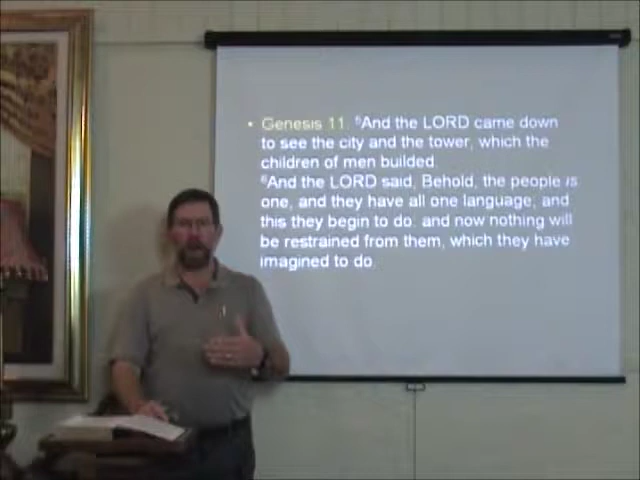 • Genesis 11: ⁵And the LORD came down
to see the city and the tower, which the
children of men builded.
⁶And the LORD said, Behold, the people is
one, and they have all one language; and
this they begin to do: and now nothing will
be restrained from them, which they have
imagined to do.